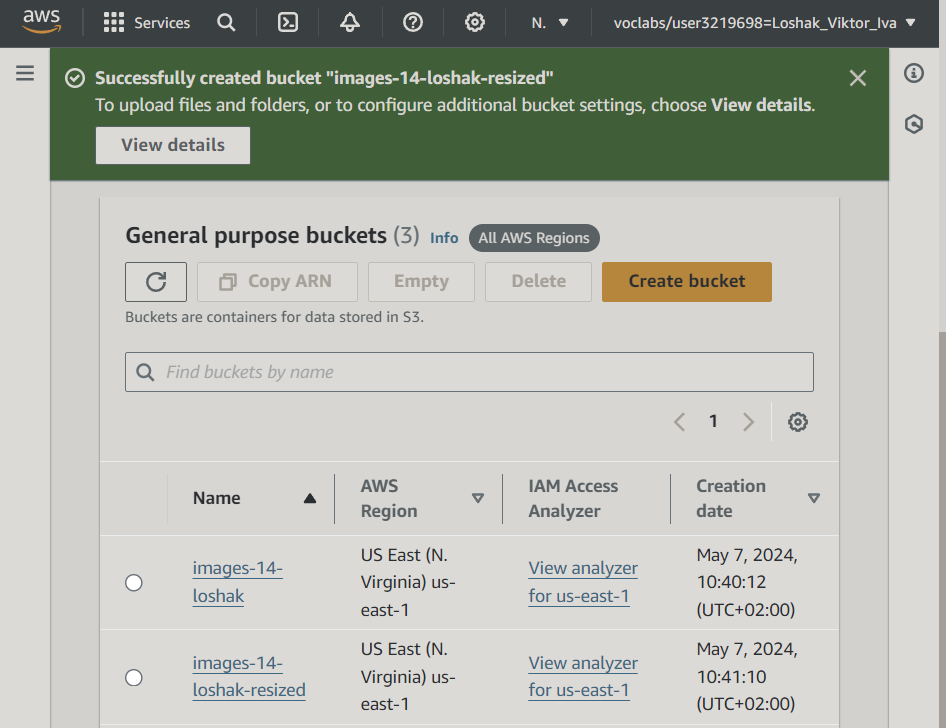 aws
Services
N.
voclabs/user3219698=Loshak_Viktor_Iva
Successfully created bucket "images-14-loshak-resized"
To upload files and folders, or to configure additional bucket settings, choose View details.
View details
General purpose buckets (3) Info All AWS Regions
Copy ARN Empty Delete Create bucket
Buckets are containers for data stored in S3.
Find buckets by name
1
Name
AWS
Region
IAM Access
Analyzer
Creation
date
images-14-
loshak
US East (N.
Virginia) us-
east-1
View analyzer
for us-east-1
May 7, 2024,
10:40:12
(UTC+02:00)
images-14-
loshak-resized
US East (N.
Virginia) us-
east-1
View analyzer
for us-east-1
May 7, 2024,
10:41:10
(UTC+02:00)